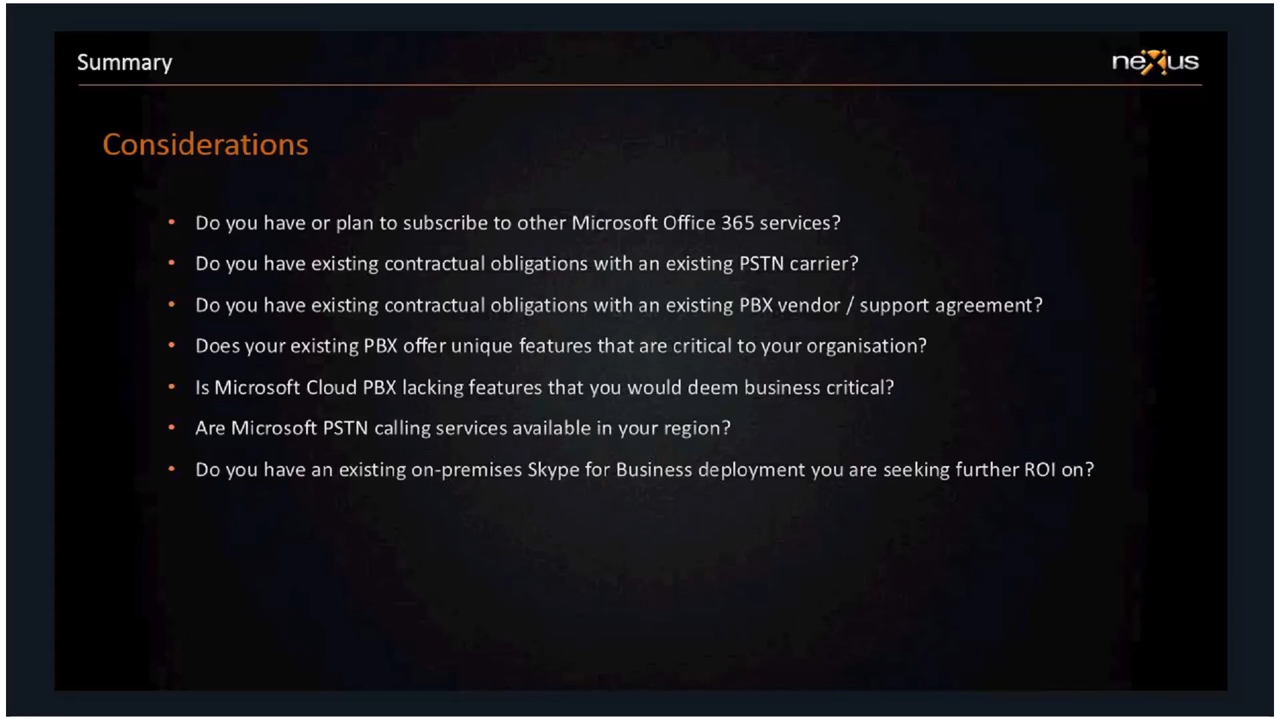 Summary
nexus
Considerations
• Do you have or plan to subscribe to other Microsoft Office 365 services?
• Do you have existing contractual obligations with an existing PSTN carrier?
• Do you have existing contractual obligations with an existing PBX vendor / support agreement?
• Does your existing PBX offer unique features that are critical to your organisation?
• Is Microsoft Cloud PBX lacking features that you would deem business critical?
• Are Microsoft PSTN calling services available in your region?
• Do you have an existing on-premises Skype for Business deployment you are seeking further ROI on?